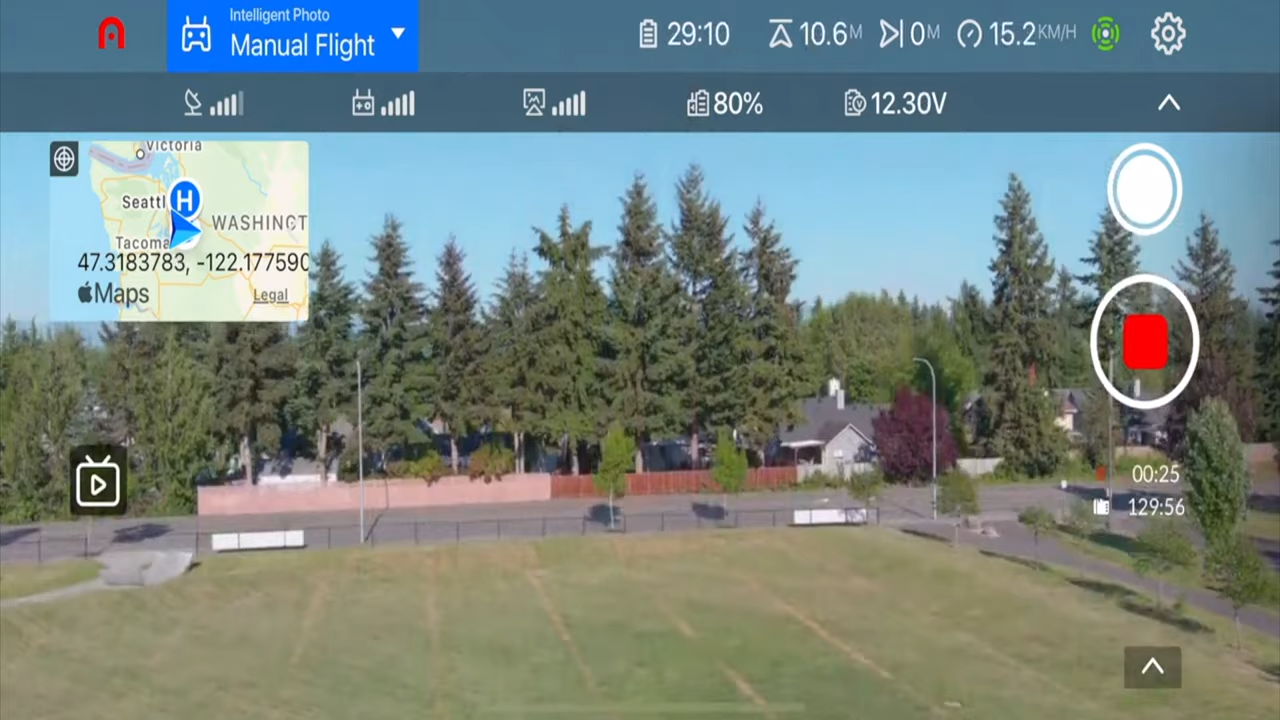 Intelligent Photo
Manual Flight
29:10
10.6M
0M
15.2KM/H
80%
12.30V
Victoria
Seattl
WASHINGT
Tacoma
47.3183783, -122.177590
Maps
Legal
00:25
129:56